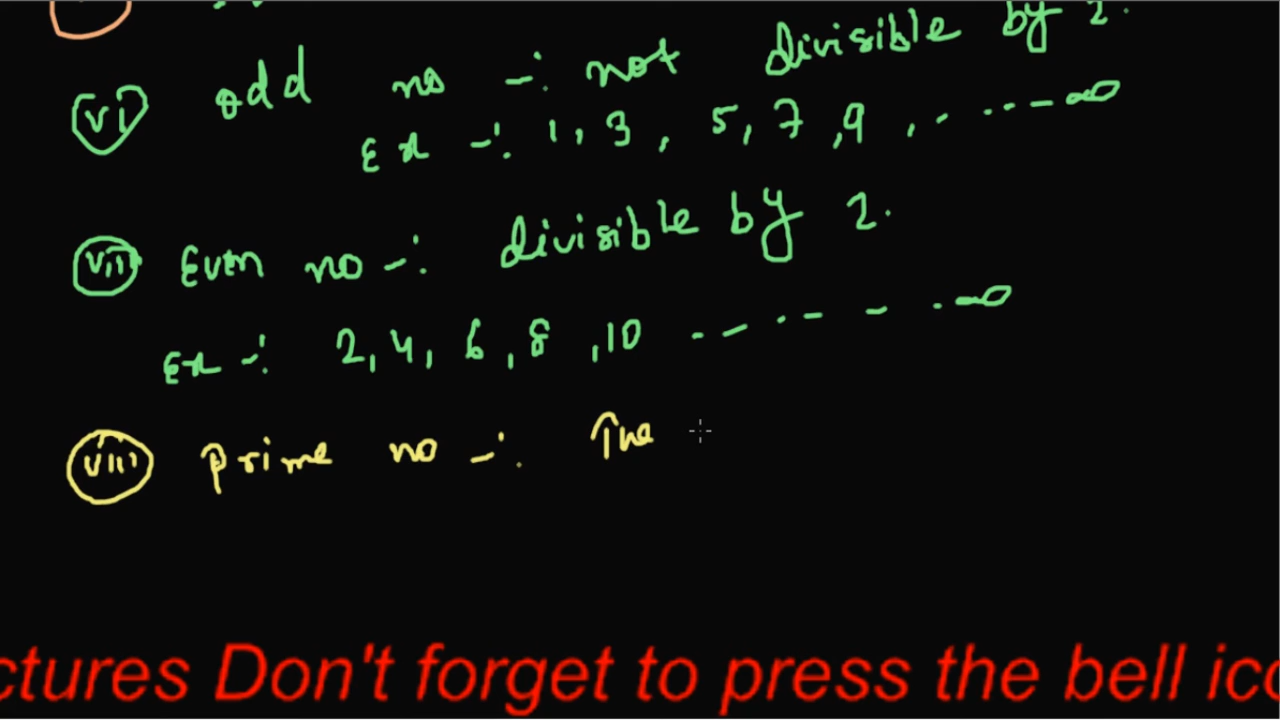 (vi) odd no -: not divisible by 2.
Ex -: 1, 3, 5, 7, 9, . - ... - ∞
(vii) Even no -: divisible by 2.
Ex -: 2, 4, 6, 8, 10 . - . - - . - ∞
(viii) Prime no -: The
ctures Don't forget to press the bell ico